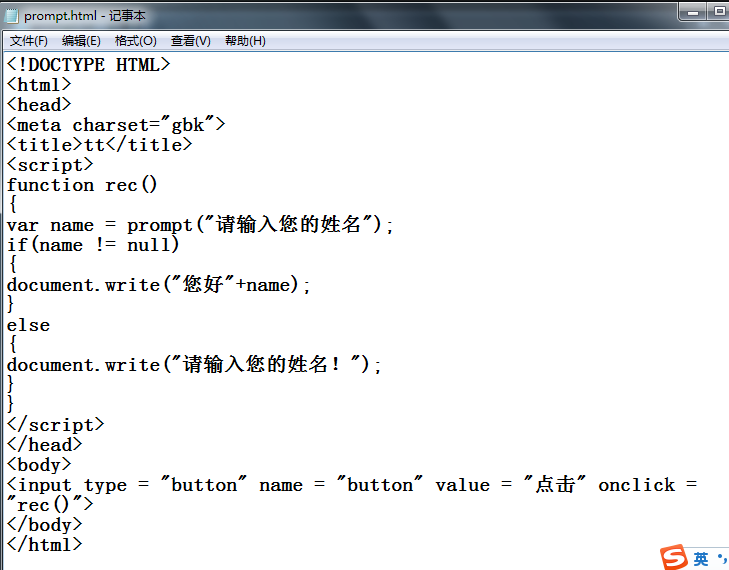 prompt.html - 记事本
文件(F) 编辑(E) 格式(O) 查看(V) 帮助(H)
<!DOCTYPE HTML>
<html>
<head>
<meta charset="gbk">
<title>tt</title>
<script>
function rec()
{
var name = prompt("请输入您的姓名");
if(name != null)
{
document.write("您好"+name);
}
else
{
document.write("请输入您的姓名！");
}
}
</script>
</head>
<body>
<input type = "button" name = "button" value = "点击" onclick =
"rec()">
</body>
</html>
S 英 •,